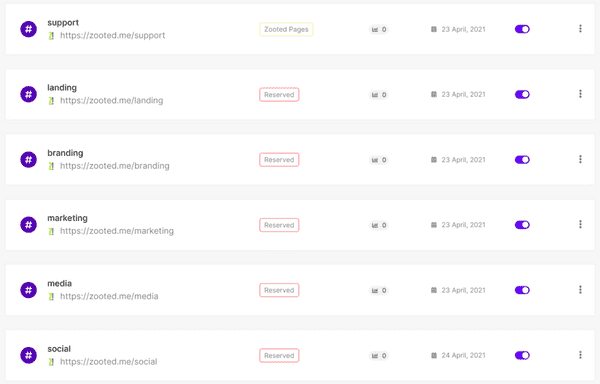 support
https://zooted.me/support
Zooted Pages
0
23 April, 2021
landing
https://zooted.me/landing
Reserved
0
23 April, 2021
branding
https://zooted.me/branding
Reserved
0
23 April, 2021
marketing
https://zooted.me/marketing
Reserved
0
23 April, 2021
media
https://zooted.me/media
Reserved
0
23 April, 2021
social
https://zooted.me/social
Reserved
0
24 April, 2021